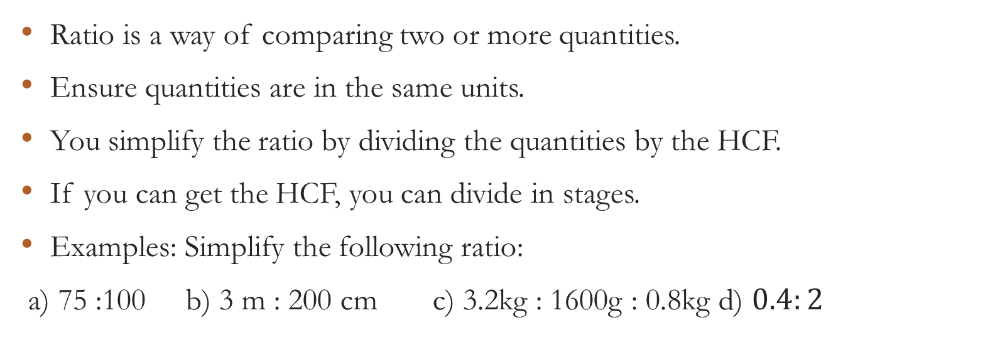 • Ratio is a way of comparing two or more quantities.
• Ensure quantities are in the same units.
• You simplify the ratio by dividing the quantities by the HCF.
• If you can get the HCF, you can divide in stages.
• Examples: Simplify the following ratio:
a) 75 :100 b) 3 m : 200 cm c) 3.2kg : 1600g : 0.8kg d) 0.4: 2